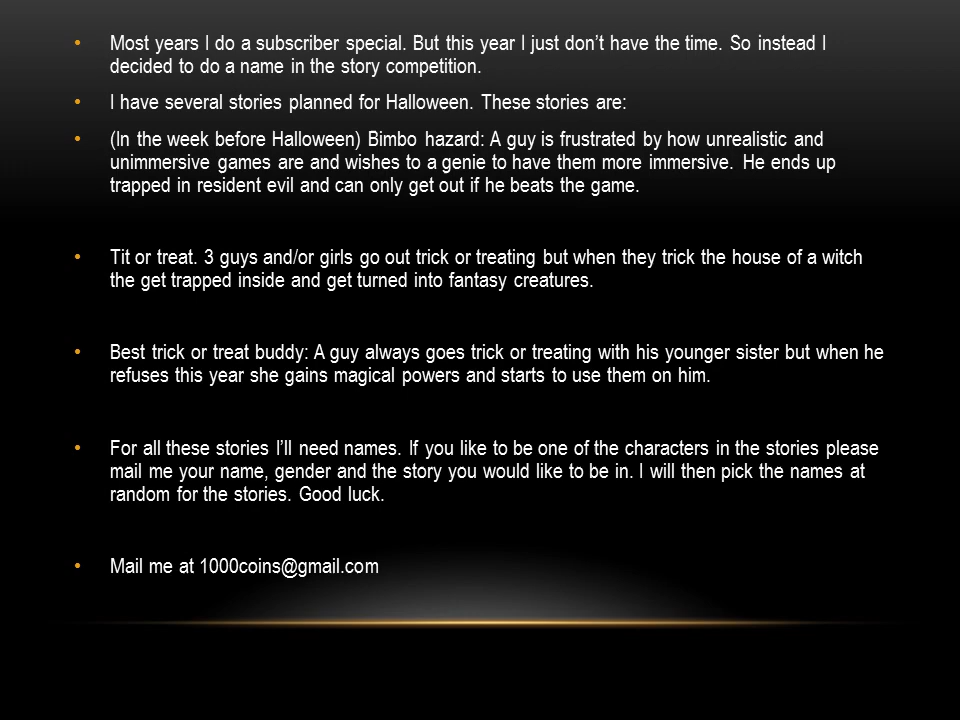 • Most years I do a subscriber special. But this year I just don’t have the time. So instead I
decided to do a name in the story competition.
• I have several stories planned for Halloween. These stories are:
• (In the week before Halloween) Bimbo hazard: A guy is frustrated by how unrealistic and
unimmersive games are and wishes to a genie to have them more immersive. He ends up
trapped in resident evil and can only get out if he beats the game.
• Tit or treat. 3 guys and/or girls go out trick or treating but when they trick the house of a witch
the get trapped inside and get turned into fantasy creatures.
• Best trick or treat buddy: A guy always goes trick or treating with his younger sister but when he
refuses this year she gains magical powers and starts to use them on him.
• For all these stories I’ll need names. If you like to be one of the characters in the stories please
mail me your name, gender and the story you would like to be in. I will then pick the names at
random for the stories. Good luck.
• Mail me at 1000coins@gmail.com